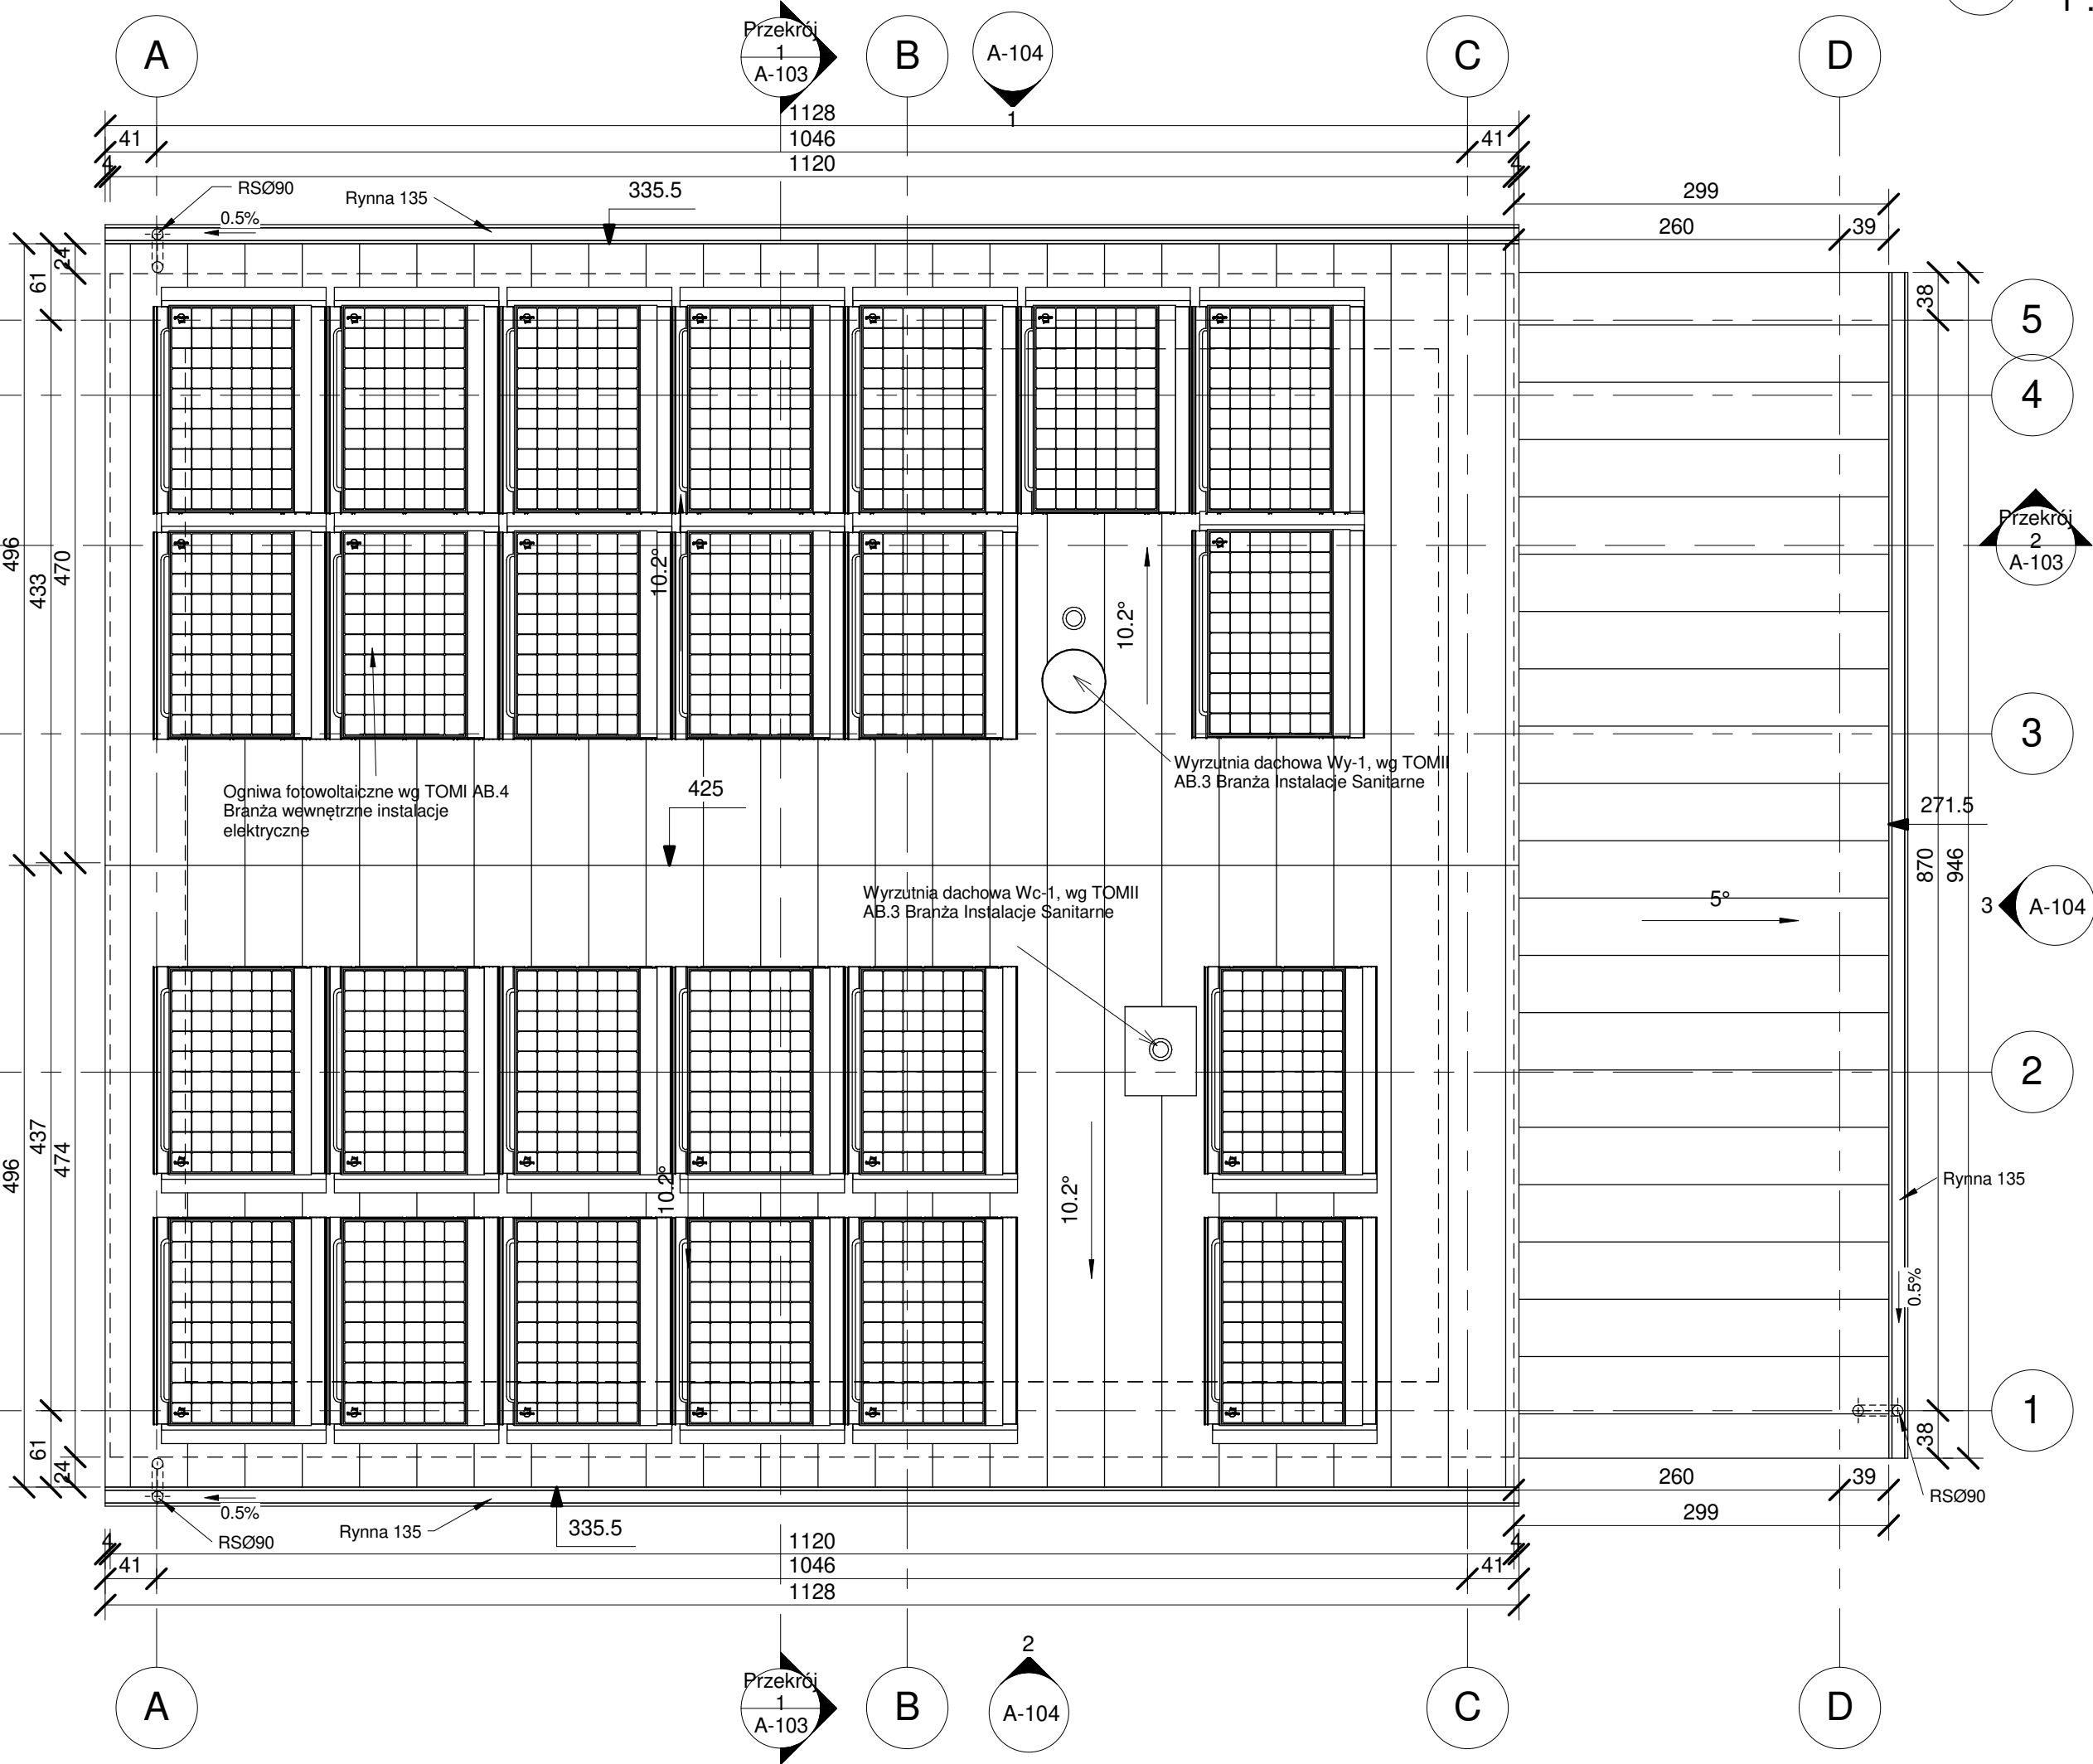 A
Przekrój
1
A-103
B
A-104
1
C
D
1128
41
1046
41
4
1120
4
RSØ90
Rynna 135
335.5
0.5%
299
260
39
24
61
38
5
4
496
433
470
10.2°
10.2°
Przekrój
2
A-103
3
Wyrzutnia dachowa Wy-1, wg TOMII
AB.3 Branża Instalacje Sanitarne
Ogniwa fotowoltaiczne wg TOMI AB.4
Branża wewnętrzne instalacje
elektryczne
425
271.5
870
946
Wyrzutnia dachowa Wc-1, wg TOMII
AB.3 Branża Instalacje Sanitarne
5°
3
A-104
2
496
437
474
10.2°
10.2°
Rynna 135
0.5%
1
61
24
38
0.5%
RSØ90
Rynna 135
335.5
260
39
299
RSØ90
4
1120
4
41
1046
41
1128
A
Przekrój
1
A-103
B
2
A-104
C
D